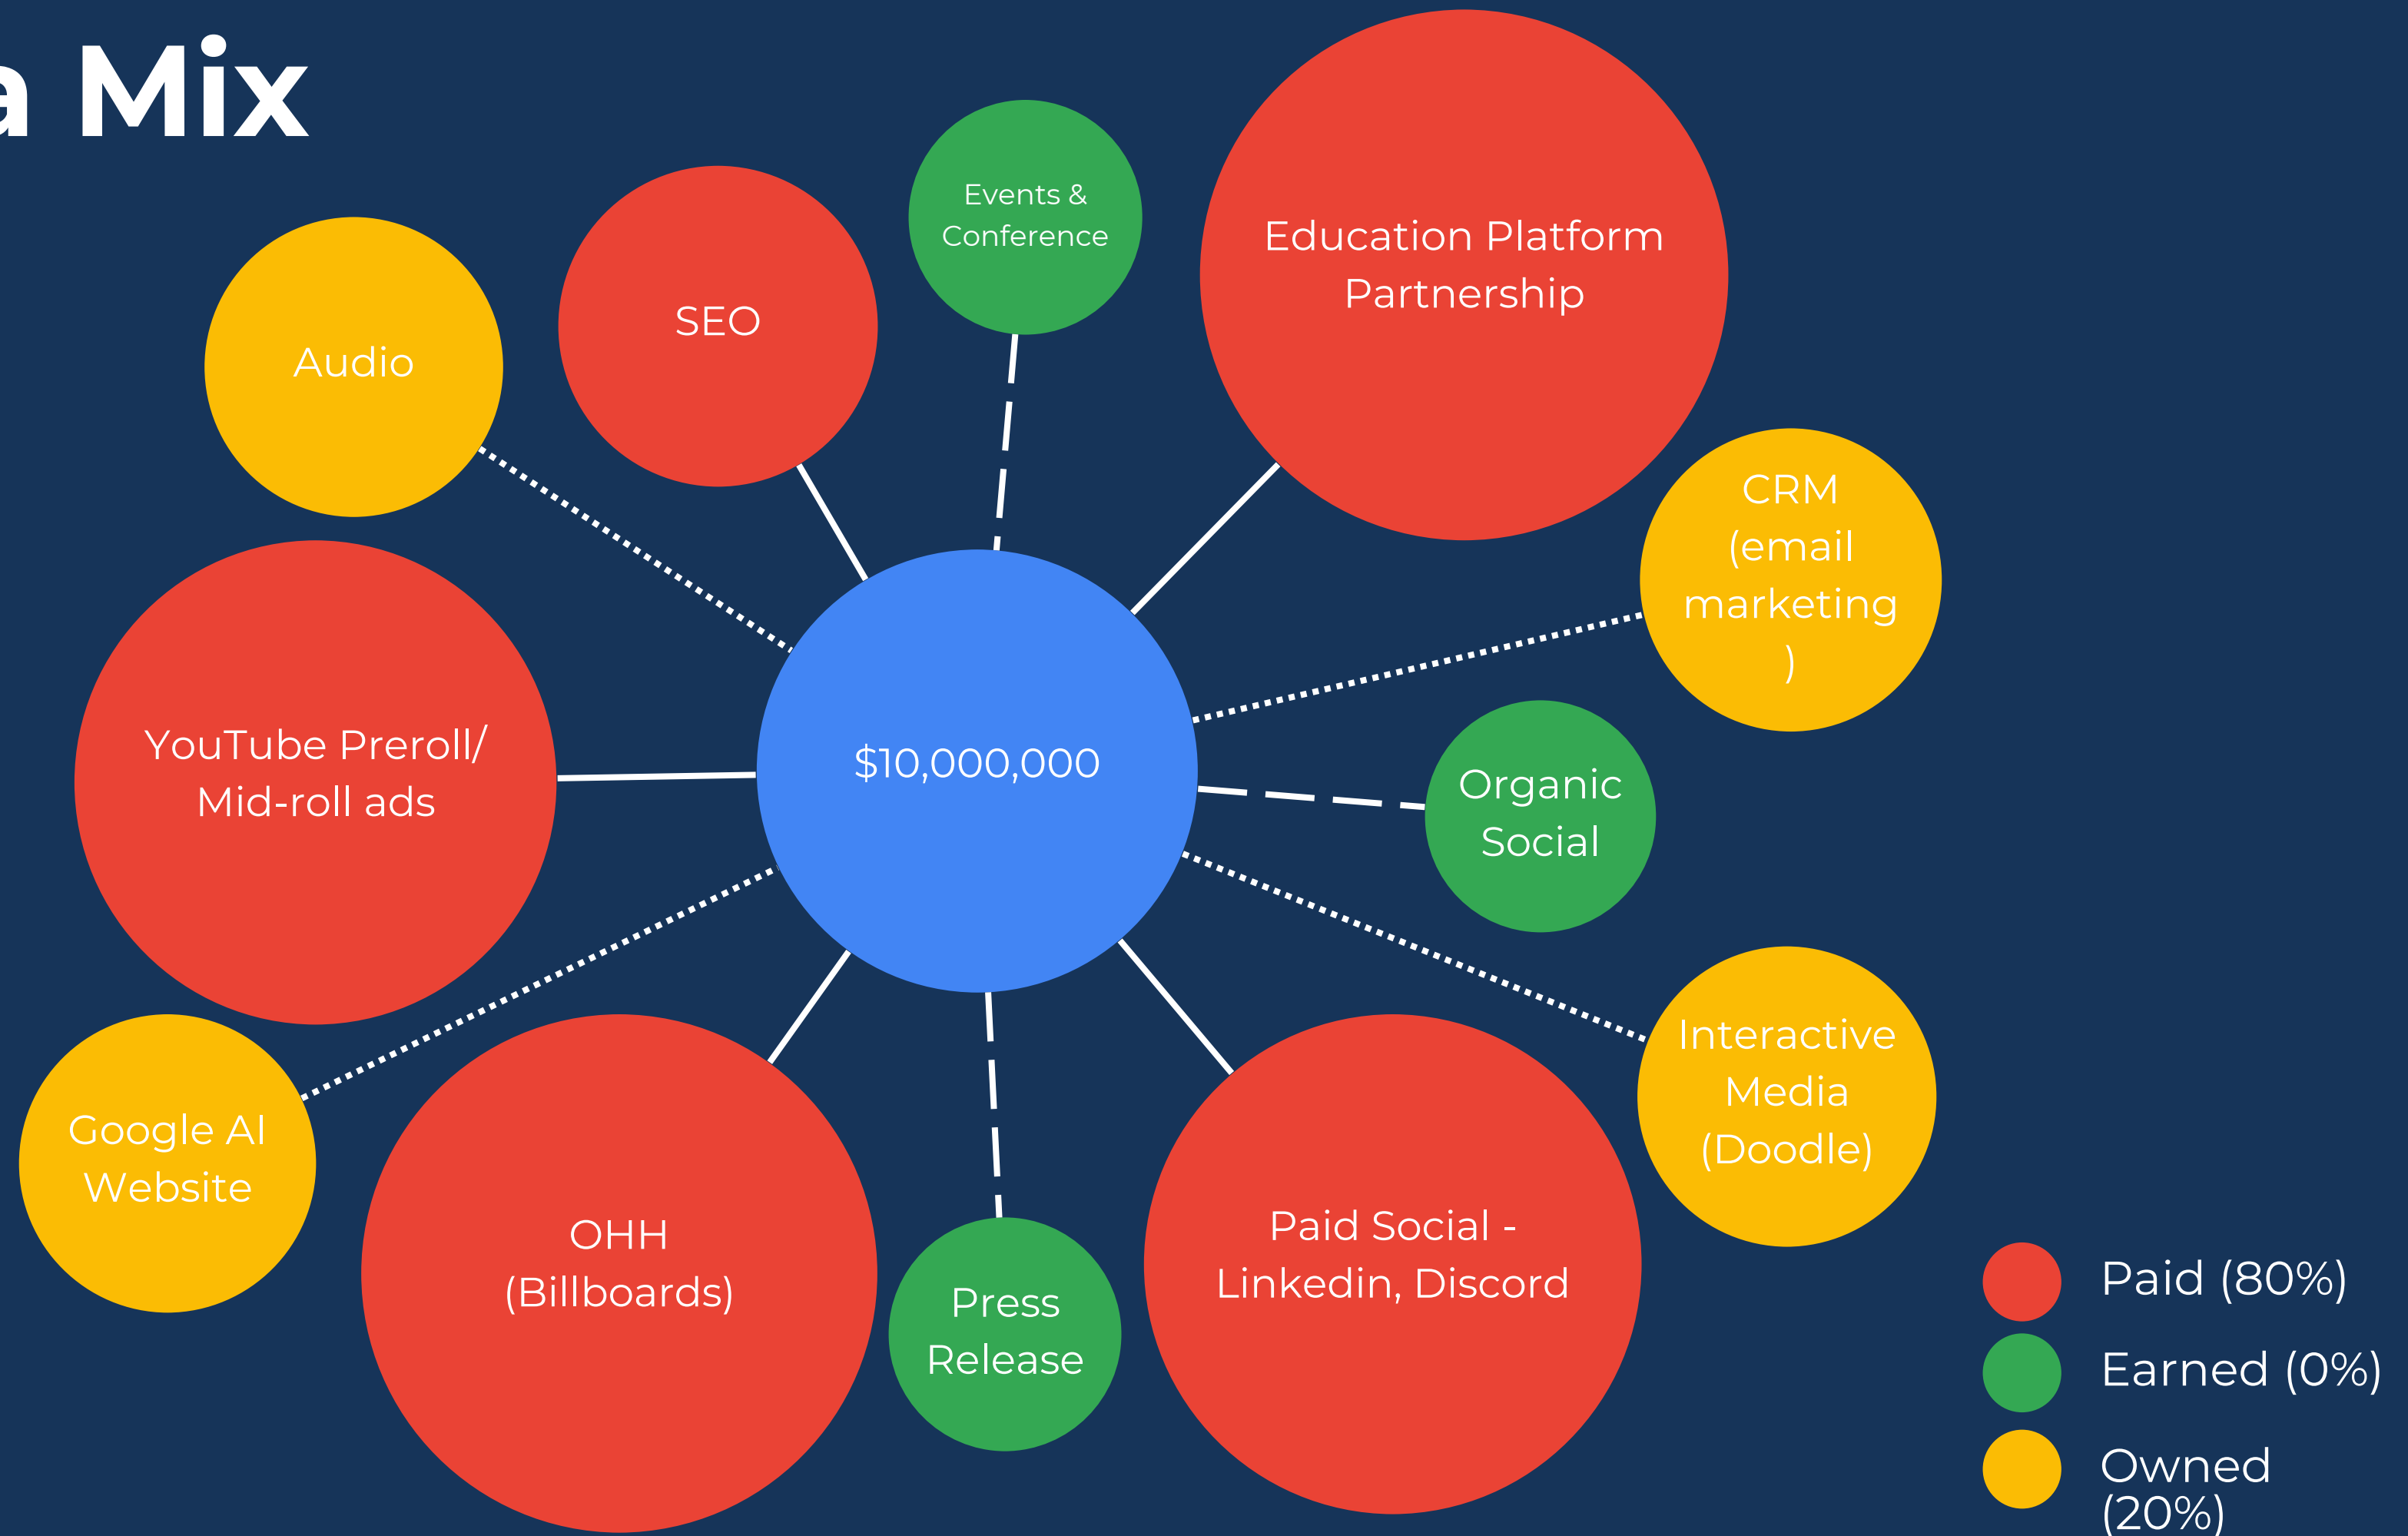 a Mix
Events &
Conference
Education Platform
Partnership
SEO
Audio
CRM
(email
marketing
)
YouTube Preroll/
Mid-roll ads
$10,000,000
Organic
Social
Interactive
Media
(Doodle)
Google AI
Website
OHH
(Billboards)
Press
Release
Paid Social -
Linkedin, Discord
Paid (80%)
Earned (0%)
Owned
(20%)